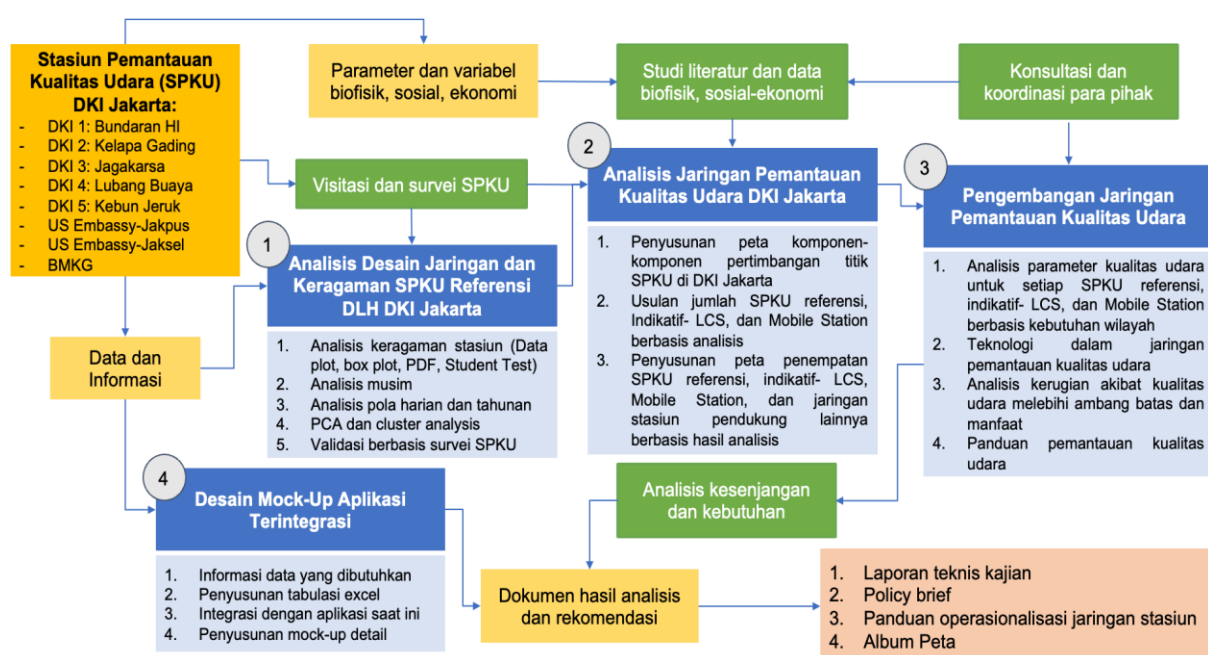 Stasiun Pemantauan
Kualitas Udara (SPKU)
DKI Jakarta:
- DKI 1: Bundaran HI
- DKI 2: Kelapa Gading
- DKI 3: Jagakarsa
- DKI 4: Lubang Buaya
- DKI 5: Kebun Jeruk
- US Embassy-Jakpus
- US Embassy-Jaksel
- BMKG
Parameter dan variabel
biofisik, sosial, ekonomi
Studi literatur dan data
biofisik, sosial-ekonomi
Konsultasi dan
koordinasi para pihak
Visitasi dan survei SPKU
Data dan
Informasi
1
Analisis Desain Jaringan dan
Keragaman SPKU Referensi
DLH DKI Jakarta
1. Analisis keragaman stasiun (Data
plot, box plot, PDF, Student Test)
2. Analisis musim
3. Analisis pola harian dan tahunan
4. PCA dan cluster analysis
5. Validasi berbasis survei SPKU
2
Analisis Jaringan Pemantauan
Kualitas Udara DKI Jakarta
1. Penyusunan peta komponen-
komponen pertimbangan titik
SPKU di DKI Jakarta
2. Usulan jumlah SPKU referensi,
Indikatif- LCS, dan Mobile Station
berbasis analisis
3. Penyusunan peta penempatan
SPKU referensi, indikatif- LCS,
Mobile Station, dan jaringan
stasiun pendukung lainnya
berbasis hasil analisis
3
Pengembangan Jaringan
Pemantauan Kualitas Udara
1. Analisis parameter kualitas udara
untuk setiap SPKU referensi,
indikatif- LCS, dan Mobile Station
berbasis kebutuhan wilayah
2. Teknologi dalam jaringan
pemantauan kualitas udara
3. Analisis kerugian akibat kualitas
udara melebihi ambang batas dan
manfaat
4. Panduan pemantauan kualitas
udara
4
Desain Mock-Up Aplikasi
Terintegrasi
1. Informasi data yang dibutuhkan
2. Penyusunan tabulasi excel
3. Integrasi dengan aplikasi saat ini
4. Penyusunan mock-up detail
Analisis kesenjangan
dan kebutuhan
Dokumen hasil analisis
dan rekomendasi
1. Laporan teknis kajian
2. Policy brief
3. Panduan operasionalisasi jaringan stasiun
4. Album Peta